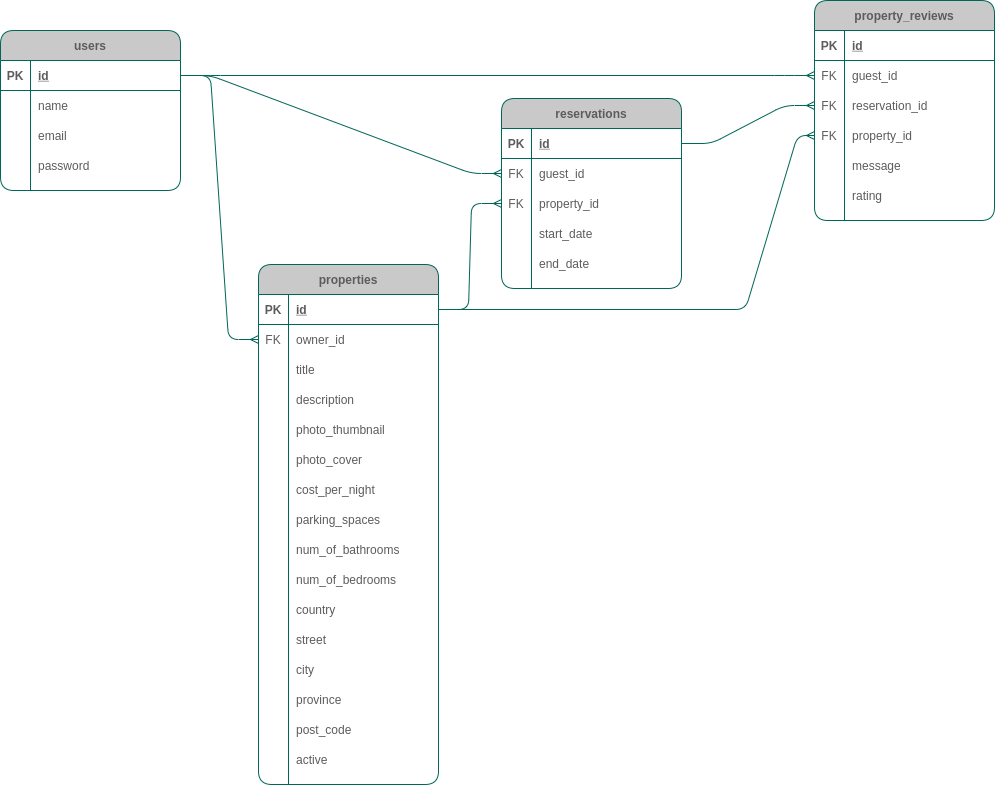 users
PK id
name
email
password
properties
PK id
FK owner_id
title
description
photo_thumbnail
photo_cover
cost_per_night
parking_spaces
num_of_bathrooms
num_of_bedrooms
country
street
city
province
post_code
active
reservations
PK id
FK guest_id
FK property_id
start_date
end_date
property_reviews
PK id
FK guest_id
FK reservation_id
FK property_id
message
rating